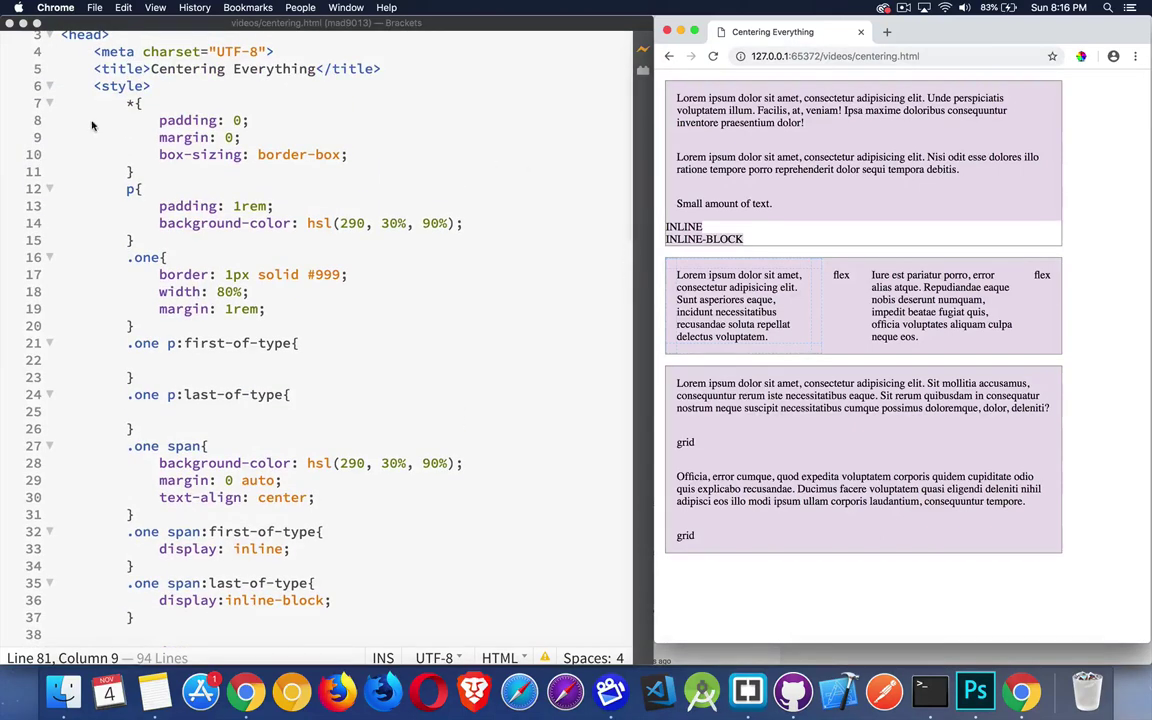 Chrome File Edit View History Bookmarks People Window Help
83% Sun 8:16 PM
videos/centering.html (mad9013) — Brackets
3 <head>
4 <meta charset="UTF-8">
5 <title>Centering Everything</title>
6 <style>
7 *{
8 padding: 0;
9 margin: 0;
10 box-sizing: border-box;
11 }
12 p{
13 padding: 1rem;
14 background-color: hsl(290, 30%, 90%);
15 }
16 .one{
17 border: 1px solid #999;
18 width: 80%;
19 margin: 1rem;
20 }
21 .one p:first-of-type{
22
23 }
24 .one p:last-of-type{
25
26 }
27 .one span{
28 background-color: hsl(290, 30%, 90%);
29 margin: 0 auto;
30 text-align: center;
31 }
32 .one span:first-of-type{
33 display: inline;
34 }
35 .one span:last-of-type{
36 display:inline-block;
37 }
38
Line 81, Column 9 — 94 Lines
INS UTF-8 HTML Spaces: 4
Centering Everything
127.0.0.1:65372/videos/centering.html
Lorem ipsum dolor sit amet, consectetur adipisicing elit. Unde perspiciatis
voluptatem illum. Facilis, at, veniam! Ipsa maxime doloribus consequuntur
inventore praesentium dolor!
Lorem ipsum dolor sit amet, consectetur adipisicing elit. Nisi odit esse dolores illo
ratione tempore porro reprehenderit dolor sequi tempora debitis.
Small amount of text.
INLINE
INLINE-BLOCK
Lorem ipsum dolor sit amet,
consectetur adipisicing elit.
Sunt asperiores eaque,
incidunt necessitatibus
recusandae soluta repellat
delectus voluptatem.
flex
Iure est pariatur porro, error
alias atque. Repudiandae eaque
nobis deserunt numquam,
impedit beatae fugiat quis,
officia voluptates aliquam culpa
neque eos.
flex
Lorem ipsum dolor sit amet, consectetur adipisicing elit. Sit mollitia accusamus,
consequuntur rerum iste necessitatibus eaque. Sit rerum quibusdam in consequatur
nostrum neque suscipit necessitatibus cumque possimus doloremque, dolor, deleniti?
grid
Officia, error cumque, quod expedita voluptatem corporis quidem cupiditate odio
quis explicabo recusandae. Ducimus facere voluptatem quasi eligendi deleniti nihil
adipisci eos illo modi ipsum ullam corporis laudantium, consequuntur tempore.
grid
s ago
NOV
4
1
Ps